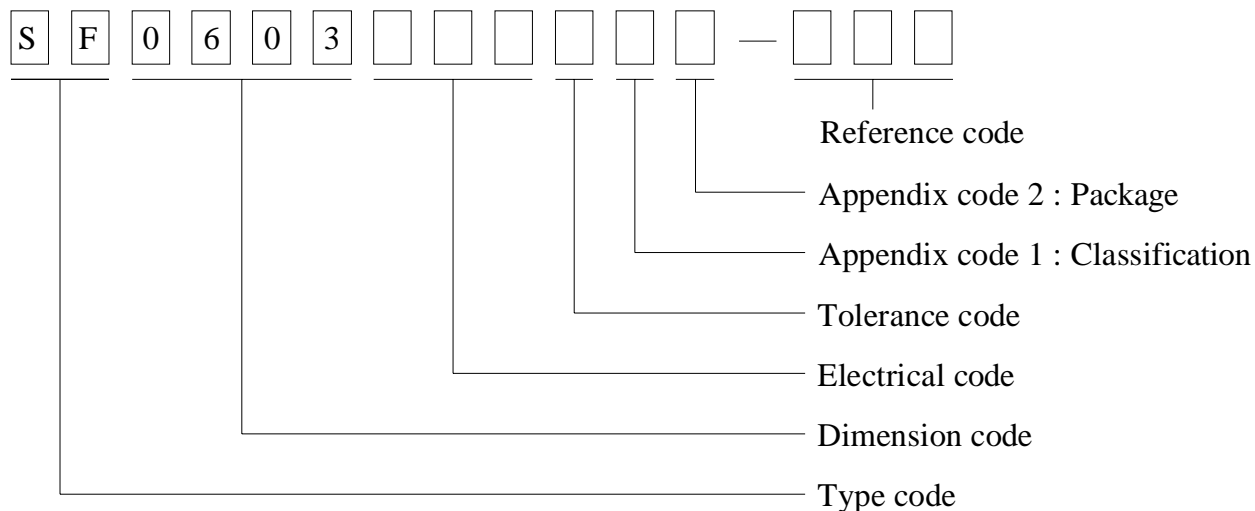 S F 0 6 0 3 —
Reference code
Appendix code 2 : Package
Appendix code 1 : Classification
Tolerance code
Electrical code
Dimension code
Type code